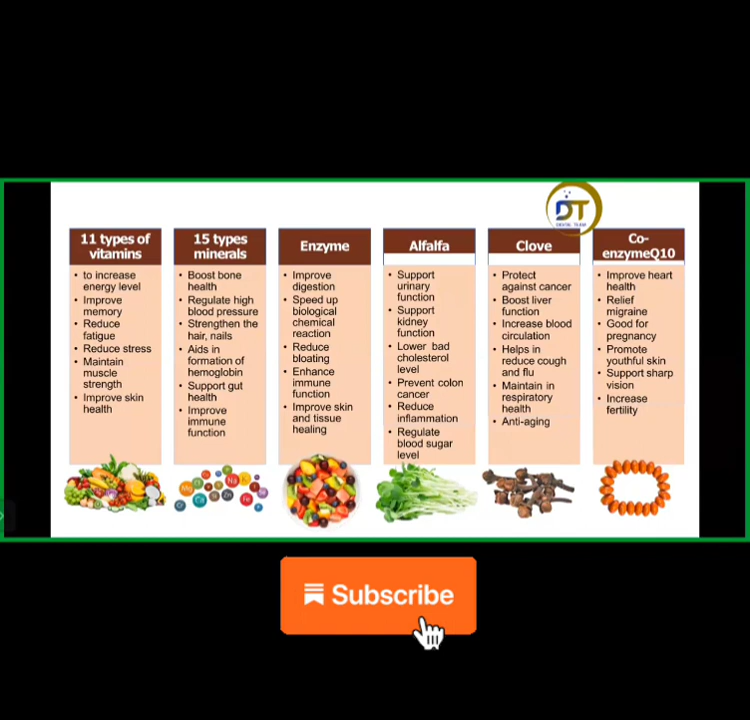 DT
11 types of
vitamins
• to increase
energy level
• Improve
memory
• Reduce
fatigue
• Reduce stress
• Maintain
muscle
strength
• Improve skin
health
15 types
minerals
• Boost bone
health
• Regulate high
blood pressure
• Strengthen the
hair, nails
• Aids in
formation of
hemoglobin
• Support gut
health
• Improve
immune
function
Enzyme
• Improve
digestion
• Speed up
biological
chemical
reaction
• Reduce
bloating
• Enhance
immune
function
• Improve skin
and tissue
healing
Alfalfa
• Support
urinary
function
• Support
kidney
function
• Lower bad
cholesterol
level
• Prevent colon
cancer
• Reduce
inflammation
• Regulate
blood sugar
level
Clove
• Protect
against cancer
• Boost liver
function
• Increase blood
circulation
• Helps in
reduce cough
and flu
• Maintain in
respiratory
health
• Anti-aging
Co-
enzymeQ10
• Improve heart
health
• Relief
migraine
• Good for
pregnancy
• Promote
youthful skin
• Support sharp
vision
• Increase
fertility
Subscribe